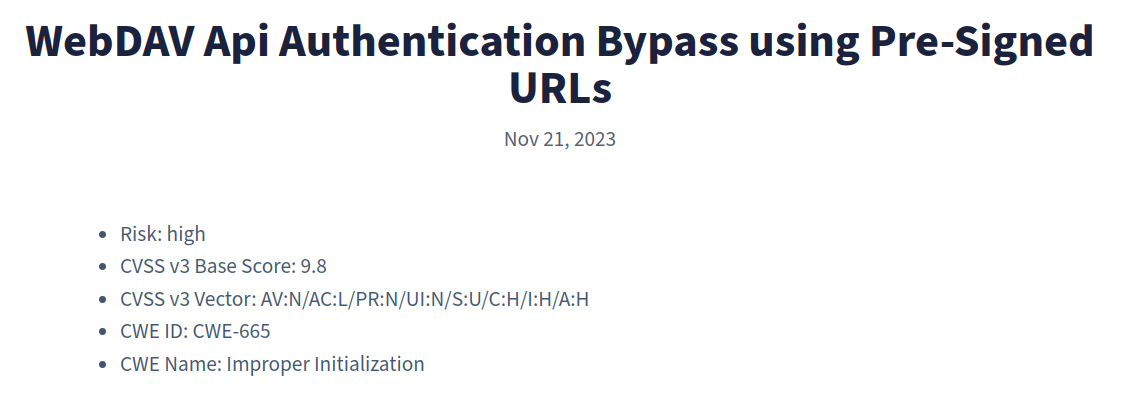 WebDAV Api Authentication Bypass using Pre-Signed
URLs
Nov 21, 2023
Risk: high
CVSS v3 Base Score: 9.8
CVSS v3 Vector: AV:N/AC:L/PR:N/UI:N/S:U/C:H/I:H/A:H
CWE ID: CWE-665
CWE Name: Improper Initialization